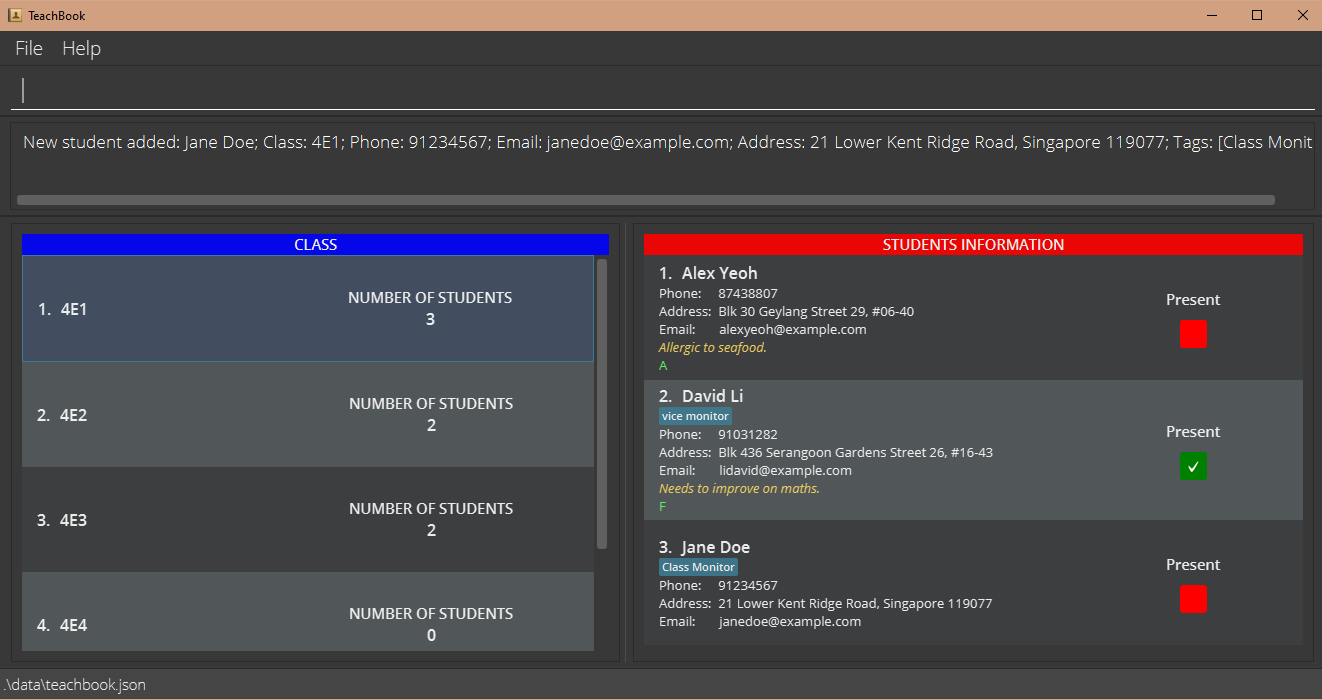 TeachBook
File Help
New student added: Jane Doe; Class: 4E1; Phone: 91234567; Email: janedoe@example.com; Address: 21 Lower Kent Ridge Road, Singapore 119077; Tags: [Class Monit
CLASS
1. 4E1
NUMBER OF STUDENTS
3
2. 4E2
NUMBER OF STUDENTS
2
3. 4E3
NUMBER OF STUDENTS
2
4. 4E4
NUMBER OF STUDENTS
0
STUDENTS INFORMATION
1. Alex Yeoh
Phone: 87438807
Address: Blk 30 Geylang Street 29, #06-40
Email: alexyeoh@example.com
Allergic to seafood.
A
Present
2. David Li
vice monitor
Phone: 91031282
Address: Blk 436 Serangoon Gardens Street 26, #16-43
Email: lidavid@example.com
Needs to improve on maths.
F
Present
3. Jane Doe
Class Monitor
Phone: 91234567
Address: 21 Lower Kent Ridge Road, Singapore 119077
Email: janedoe@example.com
Present
.\data\teachbook.json